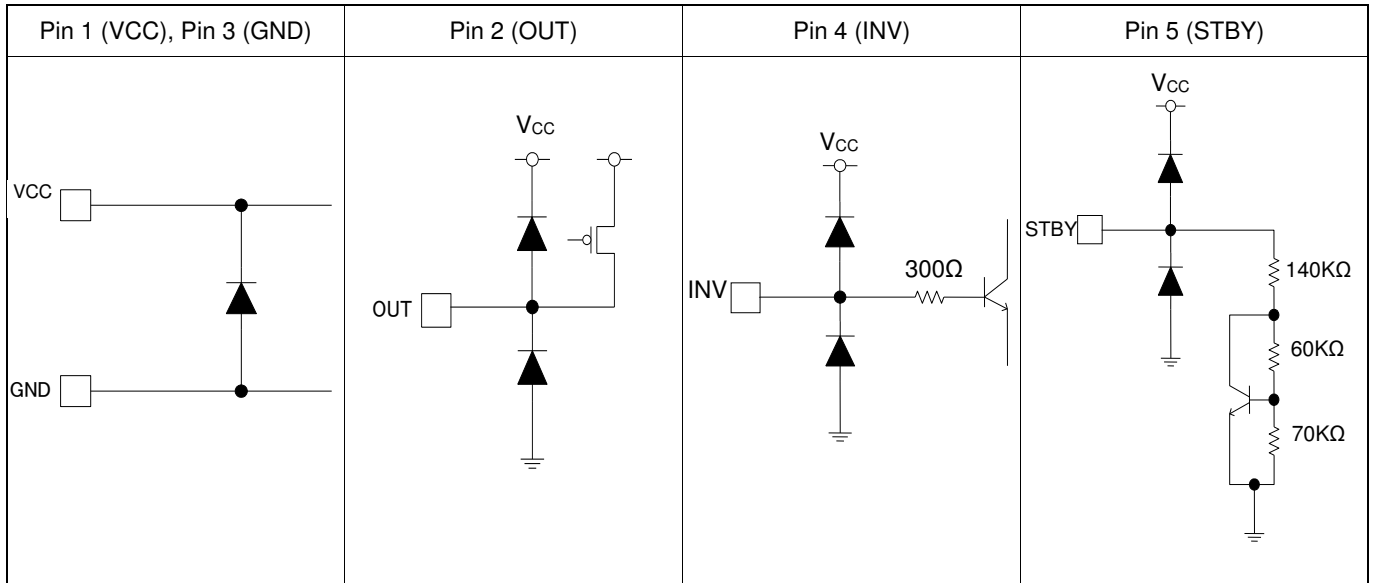 Pin 1 (VCC), Pin 3 (GND)
Pin 2 (OUT)
Pin 4 (INV)
Pin 5 (STBY)
VCC
GND
VCC
OUT
VCC
300Ω
INV
VCC
STBY
140KΩ
60KΩ
70KΩ